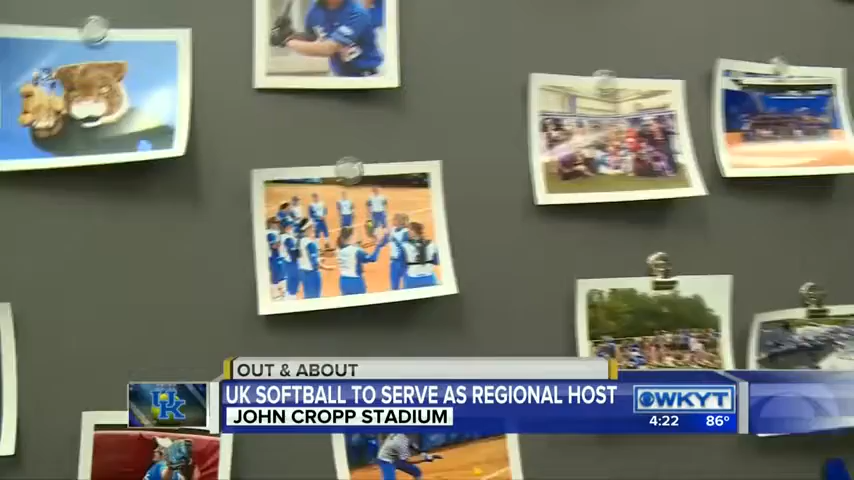 OUT & ABOUT
UK SOFTBALL TO SERVE AS REGIONAL HOST
JOHN CROPP STADIUM
UK
WKYT
4:22 86°